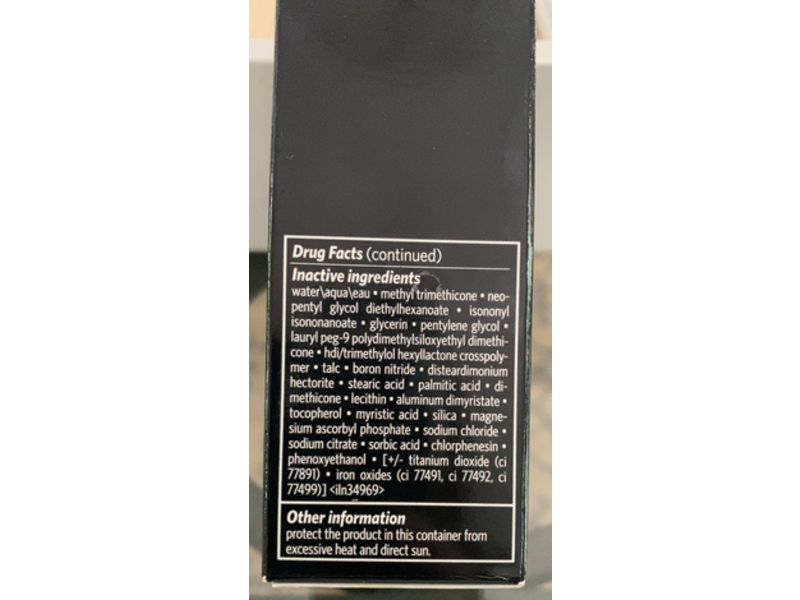 Drug Facts (continued)
Inactive ingredients
water\aqua\eau • methyl trimethicone • neo-
pentyl glycol diethylhexanoate • isononyl
isononanoate • glycerin • pentylene glycol •
lauryl peg-9 polydimethylsiloxyethyl dimethi-
cone • hdi/trimethylol hexyllactone crosspoly-
mer • talc • boron nitride • disteardimonium
hectorite • stearic acid • palmitic acid • di-
methicone • lecithin • aluminum dimyristate •
tocopherol • myristic acid • silica • magne-
sium ascorbyl phosphate • sodium chloride •
sodium citrate • sorbic acid • chlorphenesin •
phenoxyethanol • [+/- titanium dioxide (ci
77891) • iron oxides (ci 77491, ci 77492, ci
77499)] <iln34969>
Other information
protect the product in this container from
excessive heat and direct sun.